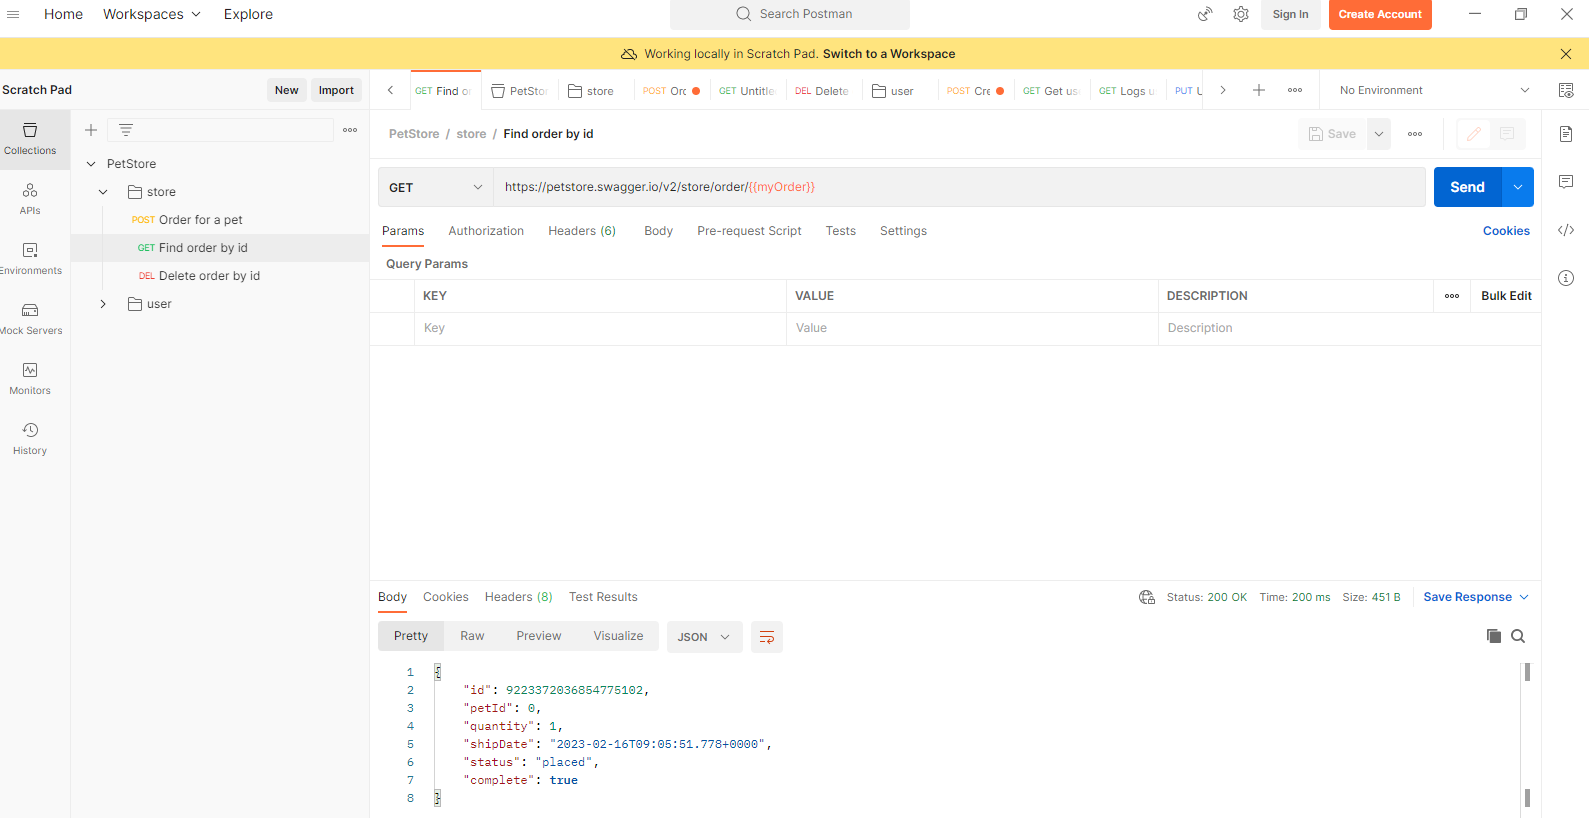 Home Workspaces Explore Search Postman Sign In Create Account
Working locally in Scratch Pad. Switch to a Workspace
Scratch Pad New Import
GET Find or PetStor store POST Orc GET Untitle DEL Delete user POST Cre GET Get us GET Logs u PUT U No Environment
Collections
PetStore / store / Find order by id Save
PetStore
GET https://petstore.swagger.io/v2/store/order/{{myOrder}} Send
store
APIs
POST Order for a pet
Params Authorization Headers (6) Body Pre-request Script Tests Settings Cookies
GET Find order by id
Query Params
Environments
DEL Delete order by id
KEY VALUE DESCRIPTION Bulk Edit
user
Key Value Description
Mock Servers
Monitors
History
Body Cookies Headers (8) Test Results Status: 200 OK Time: 200 ms Size: 451 B Save Response
Pretty Raw Preview Visualize JSON
1 {
2 "id": 9223372036854775102,
3 "petId": 0,
4 "quantity": 1,
5 "shipDate": "2023-02-16T09:05:51.778+0000",
6 "status": "placed",
7 "complete": true
8 }